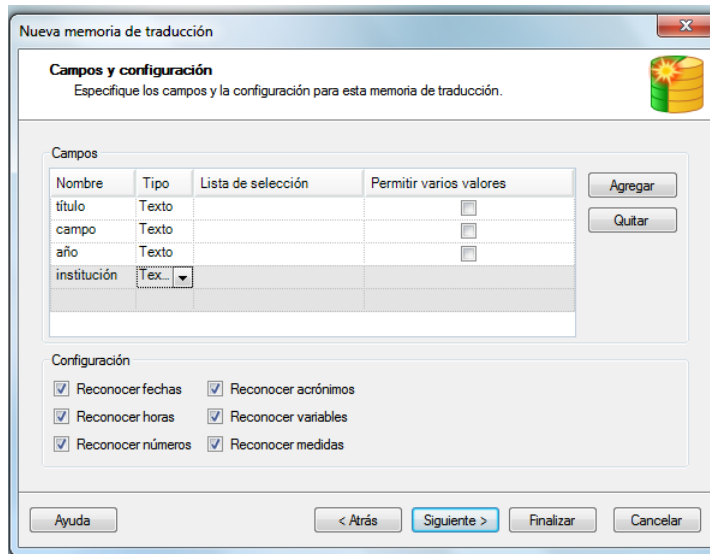 Nueva memoria de traducción
Campos y configuración
Especifique los campos y la configuración para esta memoria de traducción.
Campos
Nombre Tipo Lista de selección Permitir varios valores
título Texto
campo Texto
año Texto
institución Tex...
Agregar
Quitar
Configuración
Reconocer fechas Reconocer acrónimos
Reconocer horas Reconocer variables
Reconocer números Reconocer medidas
Ayuda < Atrás Siguiente > Finalizar Cancelar